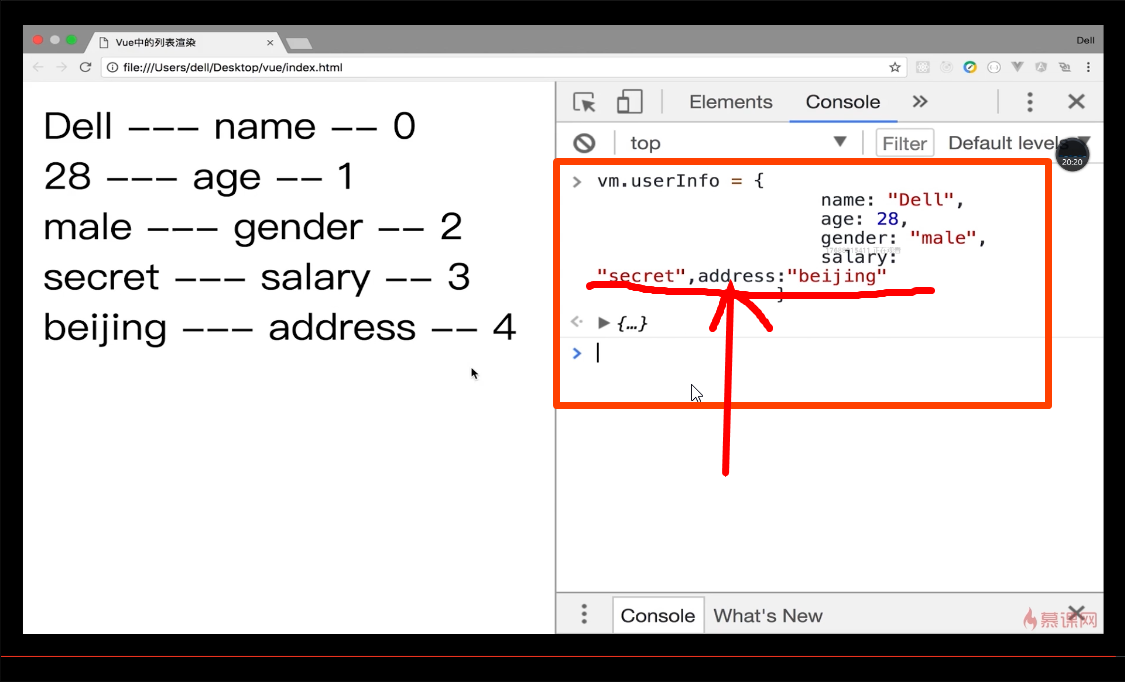 Vue中的列表渲染
Dell
file:///Users/dell/Desktop/vue/index.html
Dell --- name -- 0
28 --- age -- 1
male --- gender -- 2
secret --- salary -- 3
beijing --- address -- 4
Elements Console
top Filter Default levels
20:20
> vm.userInfo = {
name: "Dell",
age: 28,
gender: "male",
salary:
"secret",address:"beijing"
}
{…}
Console What's New
慕课网